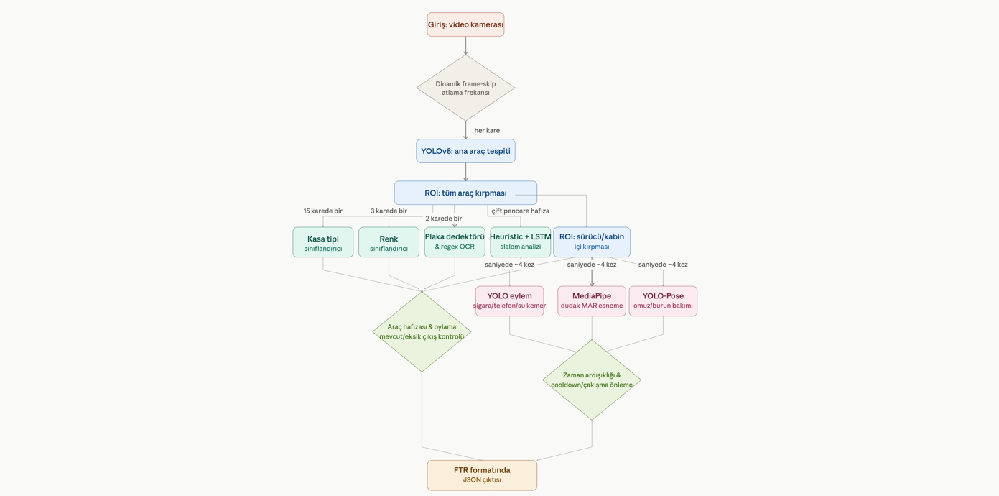 Giriş: video kamerası
Dinamik frame-skip
atlama frekansı
her kare
YOLOv8: ana araç tespiti
ROI: tüm araç kırpması
15 karede bir
3 karede bir
2 karede bir
çift pencere hafıza
Kasa tipi
sınıflandırıcı
Renk
sınıflandırıcı
Plaka dedektörü
& regex OCR
Heuristic + LSTM
slalom analizi
ROI: sürücü/kabin
içi kırpması
saniyede ~4 kez
saniyede ~4 kez
saniyede ~4 kez
YOLO eylem
sigara/telefon/su kemer
MediaPipe
dudak MAR esneme
YOLO-Pose
omuz/burun bakımı
Araç hafızası & oylama
mevcut/eksik çıkış kontrolü
Zaman ardışıklığı &
cooldown/çakışma önleme
FTR formatında
JSON çıktısı